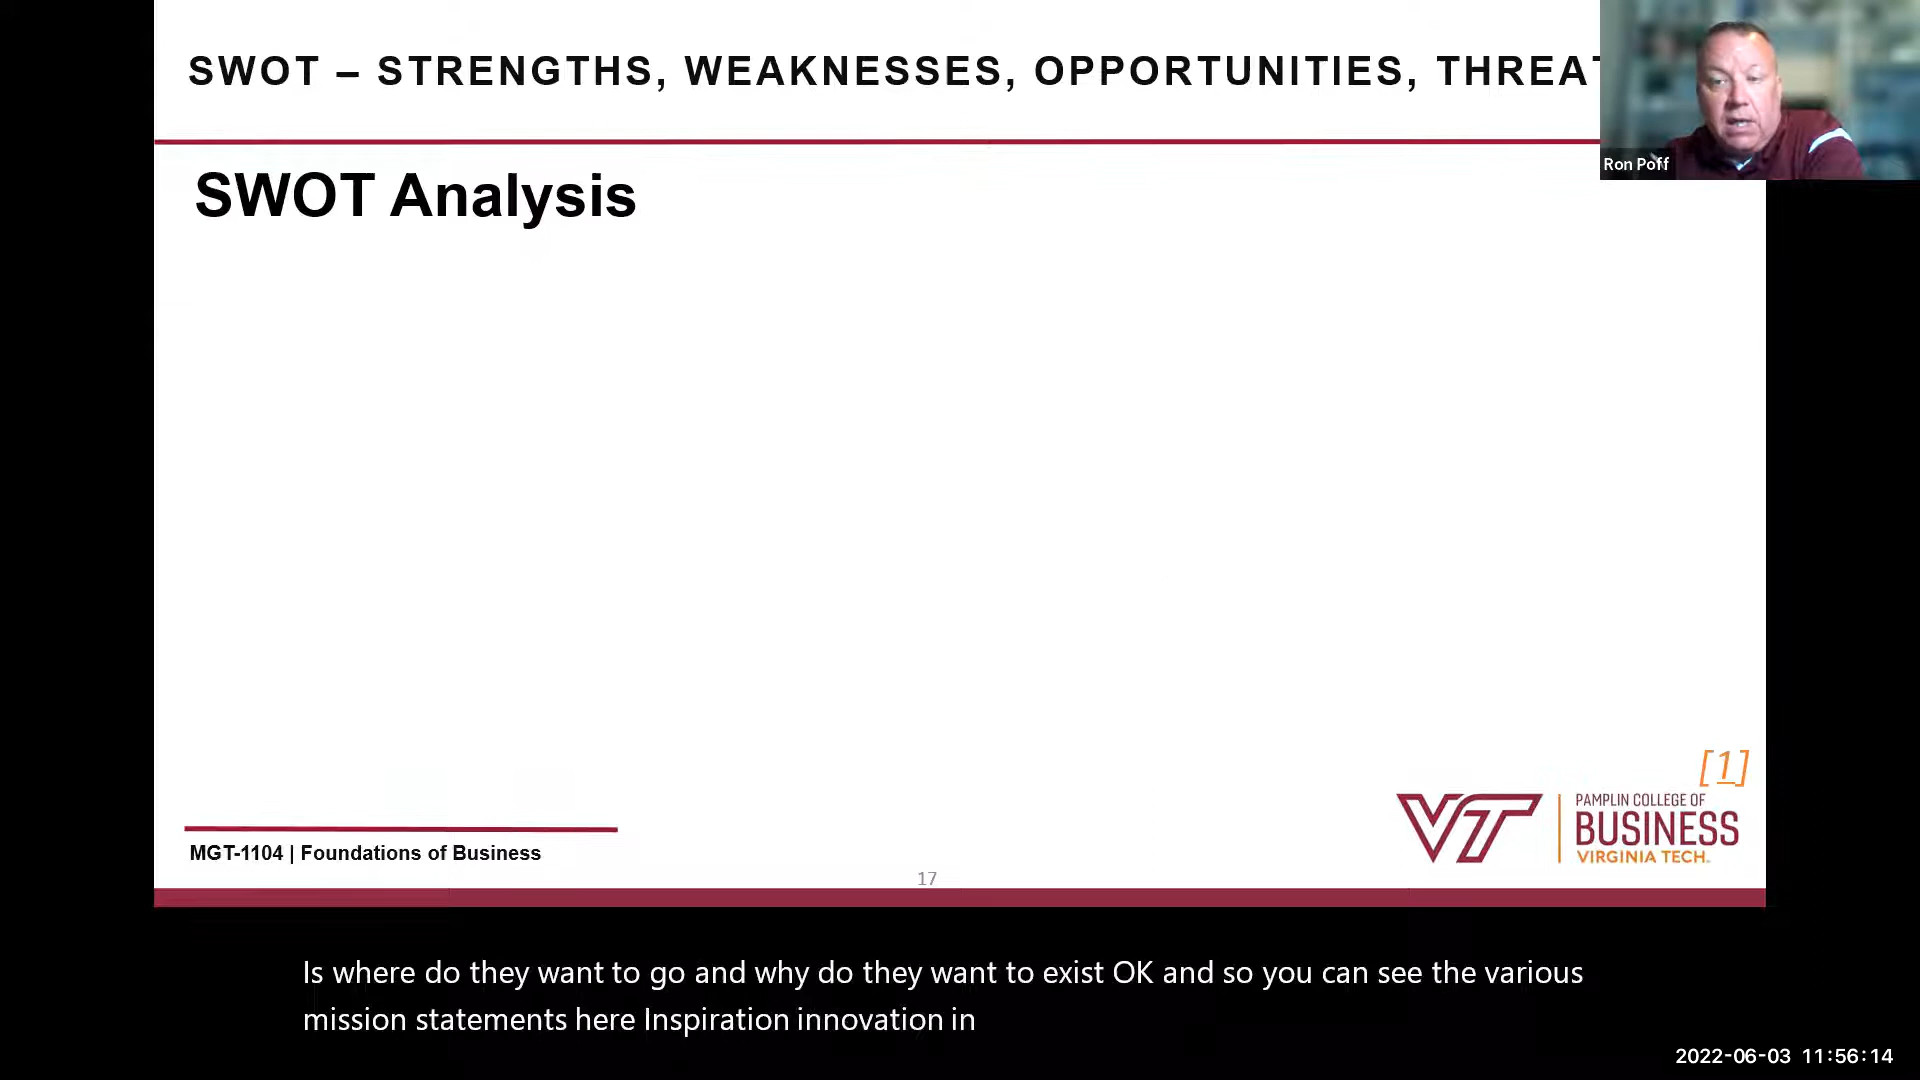 SWOT – STRENGTHS, WEAKNESSES, OPPORTUNITIES, THREAT
Ron Poff
SWOT Analysis
[1]
VT
PAMPLIN COLLEGE OF
BUSINESS
VIRGINIA TECH.
MGT-1104 | Foundations of Business
17
Is where do they want to go and why do they want to exist OK and so you can see the various
mission statements here Inspiration innovation in
2022-06-03 11:56:14